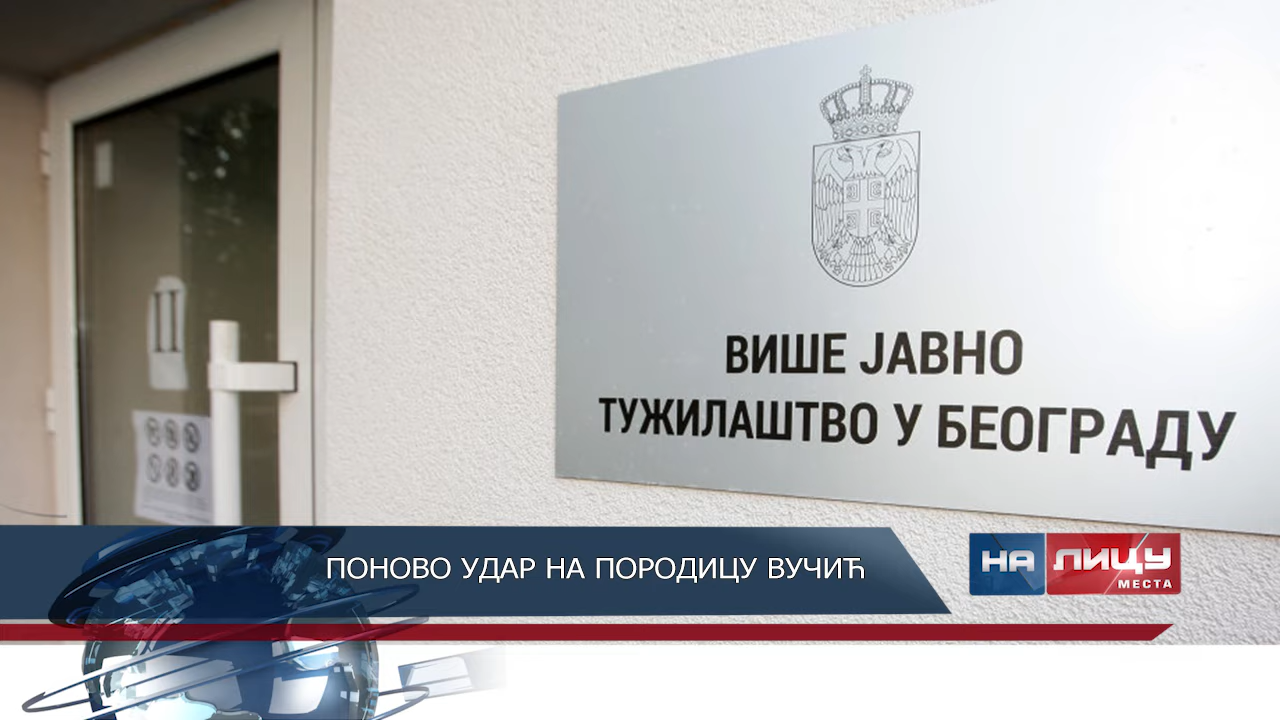 ВИШЕ ЈАВНО
ТУЖИЛАШТВО У БЕОГРАДУ
ПОНОВО УДАР НА ПОРОДИЦУ ВУЧИЋ
НА ЛИЦУ
МЕСТА